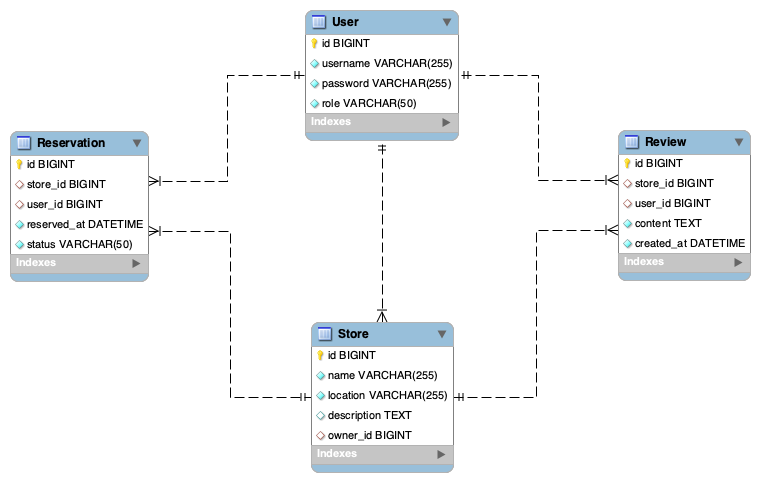 User
id BIGINT
username VARCHAR(255)
password VARCHAR(255)
role VARCHAR(50)
Indexes
Reservation
id BIGINT
store_id BIGINT
user_id BIGINT
reserved_at DATETIME
status VARCHAR(50)
Indexes
Review
id BIGINT
store_id BIGINT
user_id BIGINT
content TEXT
created_at DATETIME
Indexes
Store
id BIGINT
name VARCHAR(255)
location VARCHAR(255)
description TEXT
owner_id BIGINT
Indexes